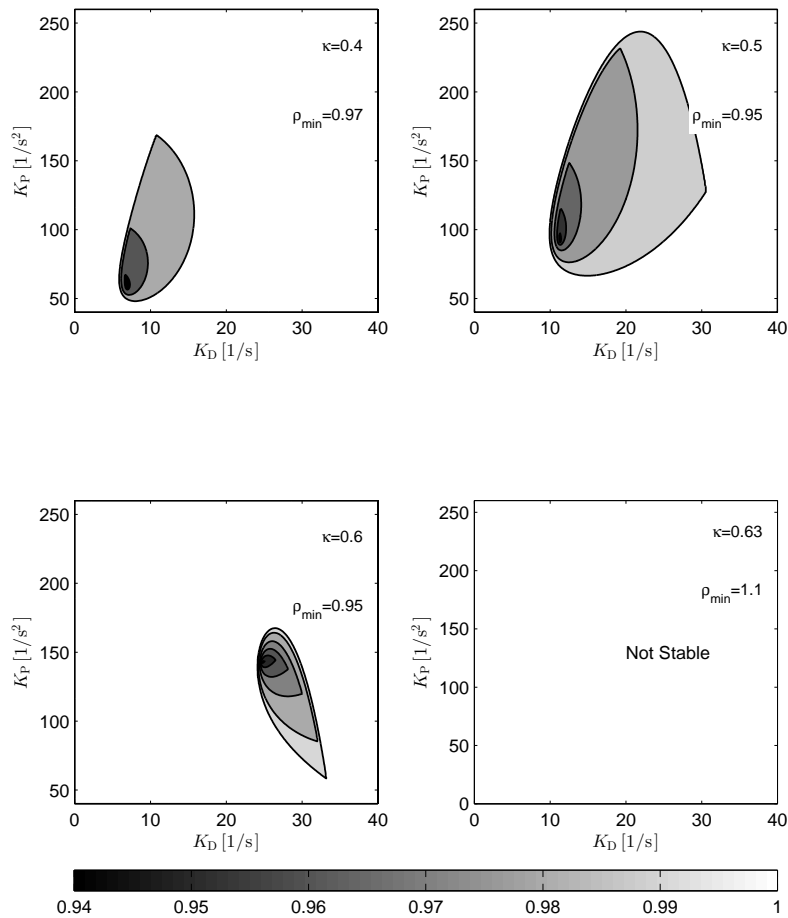 250
200
150
100
50
0 10 20 30 40
K_P [1/s²]
K_D [1/s]
κ=0.4
ρ_min=0.97
250
200
150
100
50
0 10 20 30 40
K_P [1/s²]
K_D [1/s]
κ=0.5
ρ_min=0.95
250
200
150
100
50
0 10 20 30 40
K_P [1/s²]
K_D [1/s]
κ=0.6
ρ_min=0.95
250
200
150
100
50
0
0 10 20 30 40
K_P [1/s²]
K_D [1/s]
κ=0.63
ρ_min=1.1
Not Stable
0.94 0.95 0.96 0.97 0.98 0.99 1